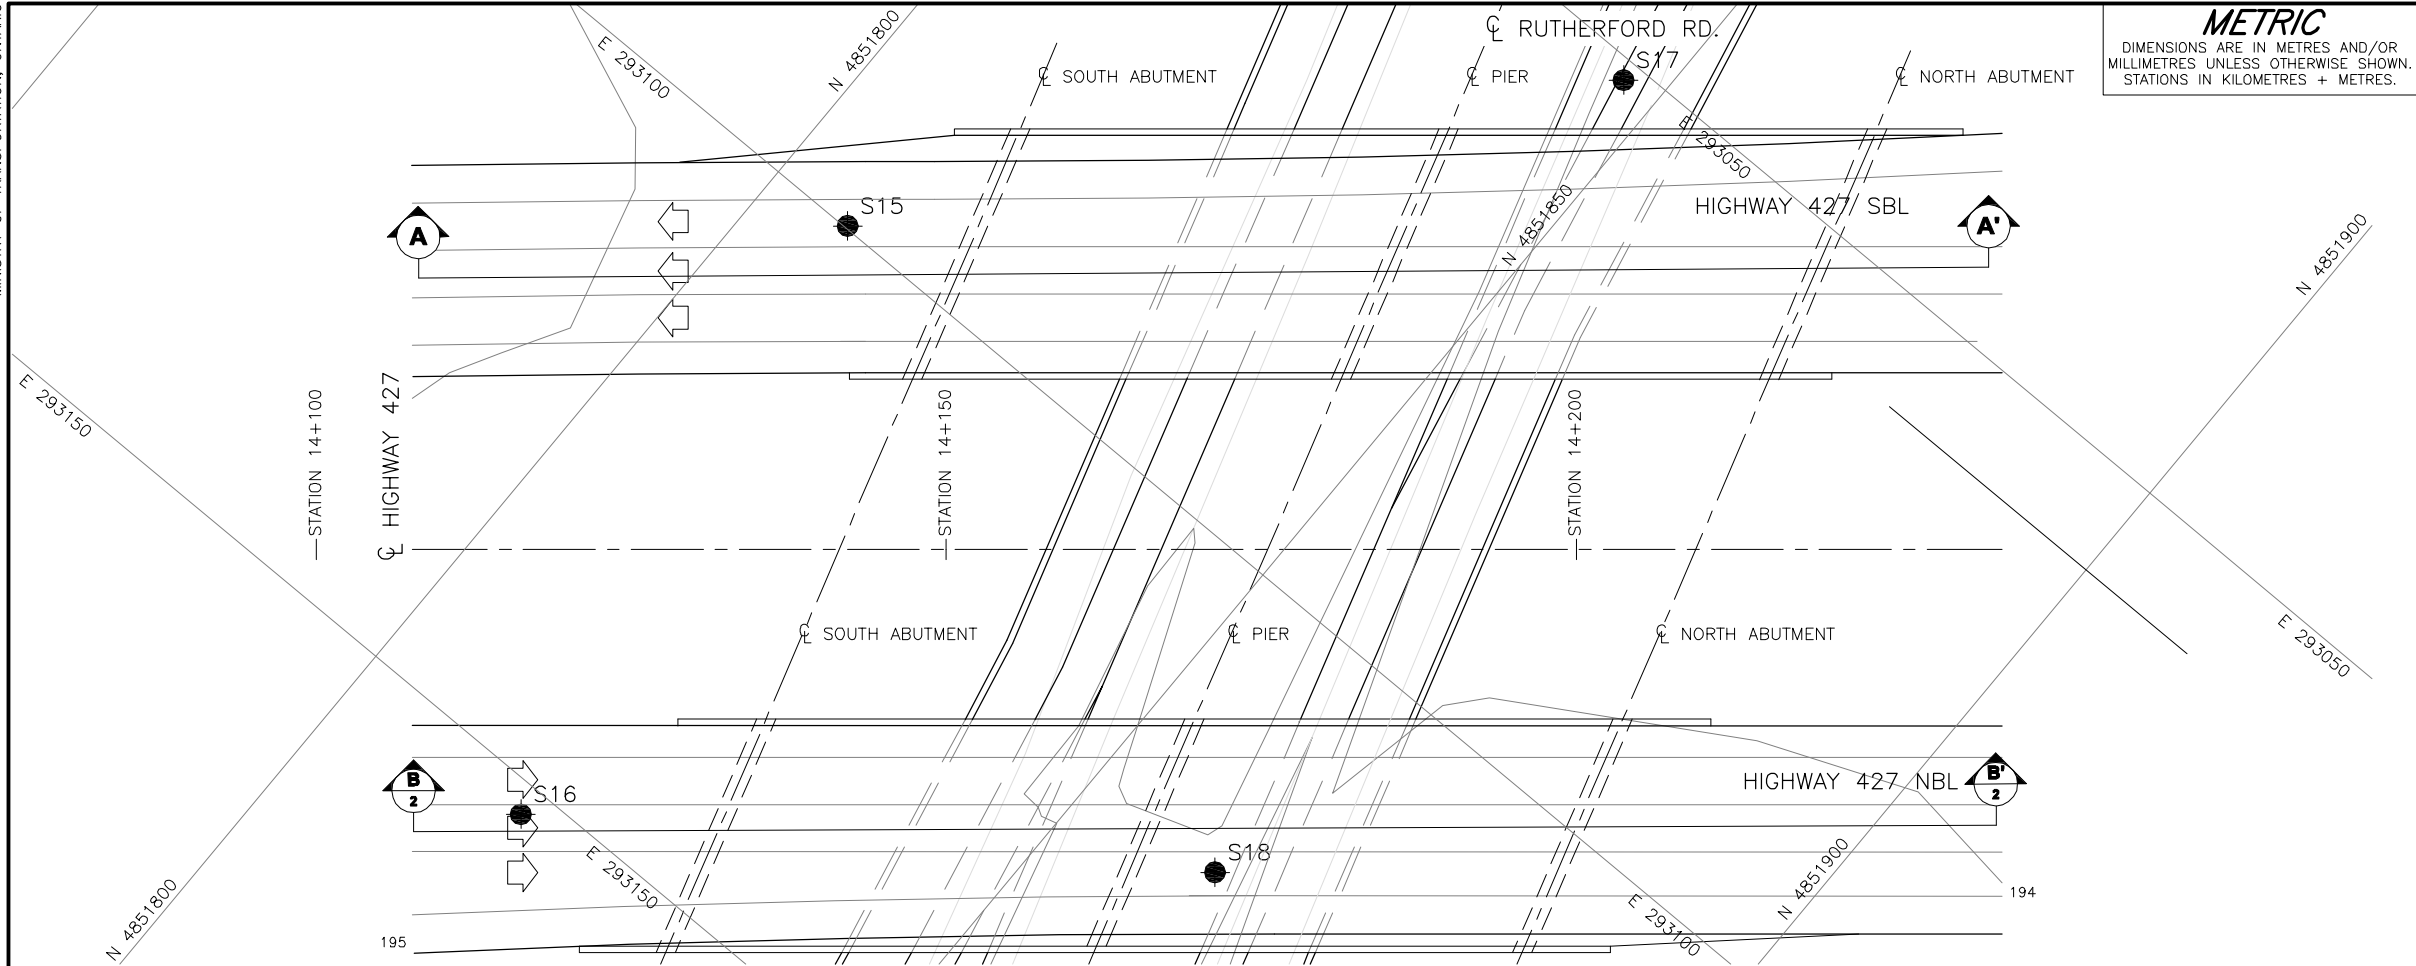 METRIC
DIMENSIONS ARE IN METRES AND/OR
MILLIMETRES UNLESS OTHERWISE SHOWN.
STATIONS IN KILOMETRES + METRES.
℄ RUTHERFORD RD.
E 293100
N 4851800
℄ SOUTH ABUTMENT
℄ PIER
S17
℄ NORTH ABUTMENT
E 293050
S15
N 4851850
HIGHWAY 427 SBL
A
A'
N 4851900
E 293150
STATION 14+100
℄ HIGHWAY 427
STATION 14+150
STATION 14+200
℄ SOUTH ABUTMENT
℄ PIER
℄ NORTH ABUTMENT
E 293050
B
2
S16
HIGHWAY 427 NBL
B'
2
S18
E 293150
N 4851800
E 293100
N 4851900
194
195